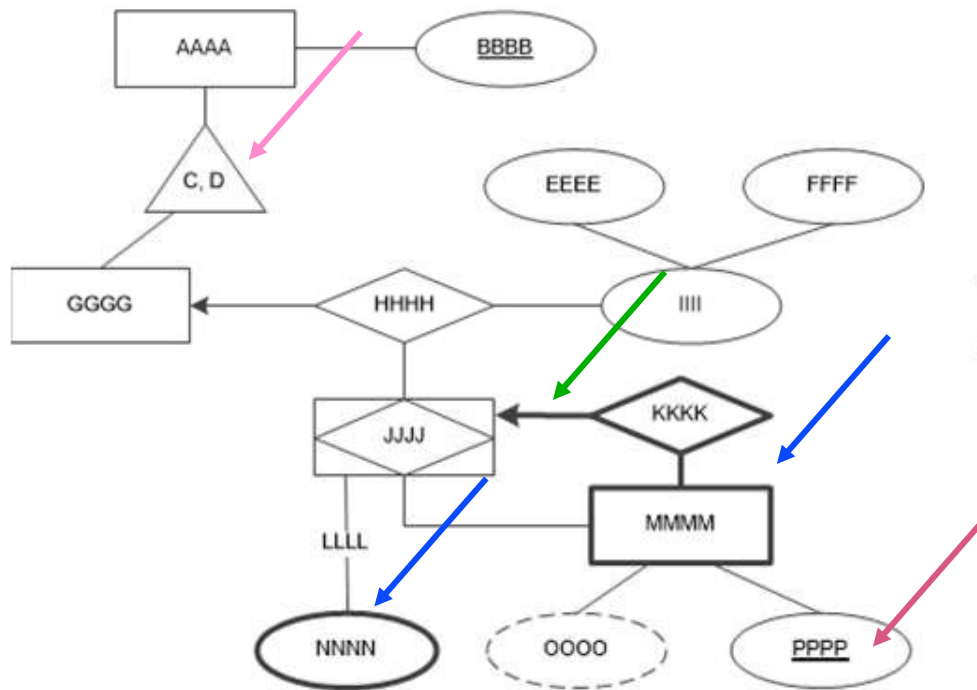 AAAA
BBBB
C, D
EEEE
FFFF
GGGG
HHHH
IIII
JJJJ
KKKK
MMMM
LLLL
NNNN
OOOO
PPPP